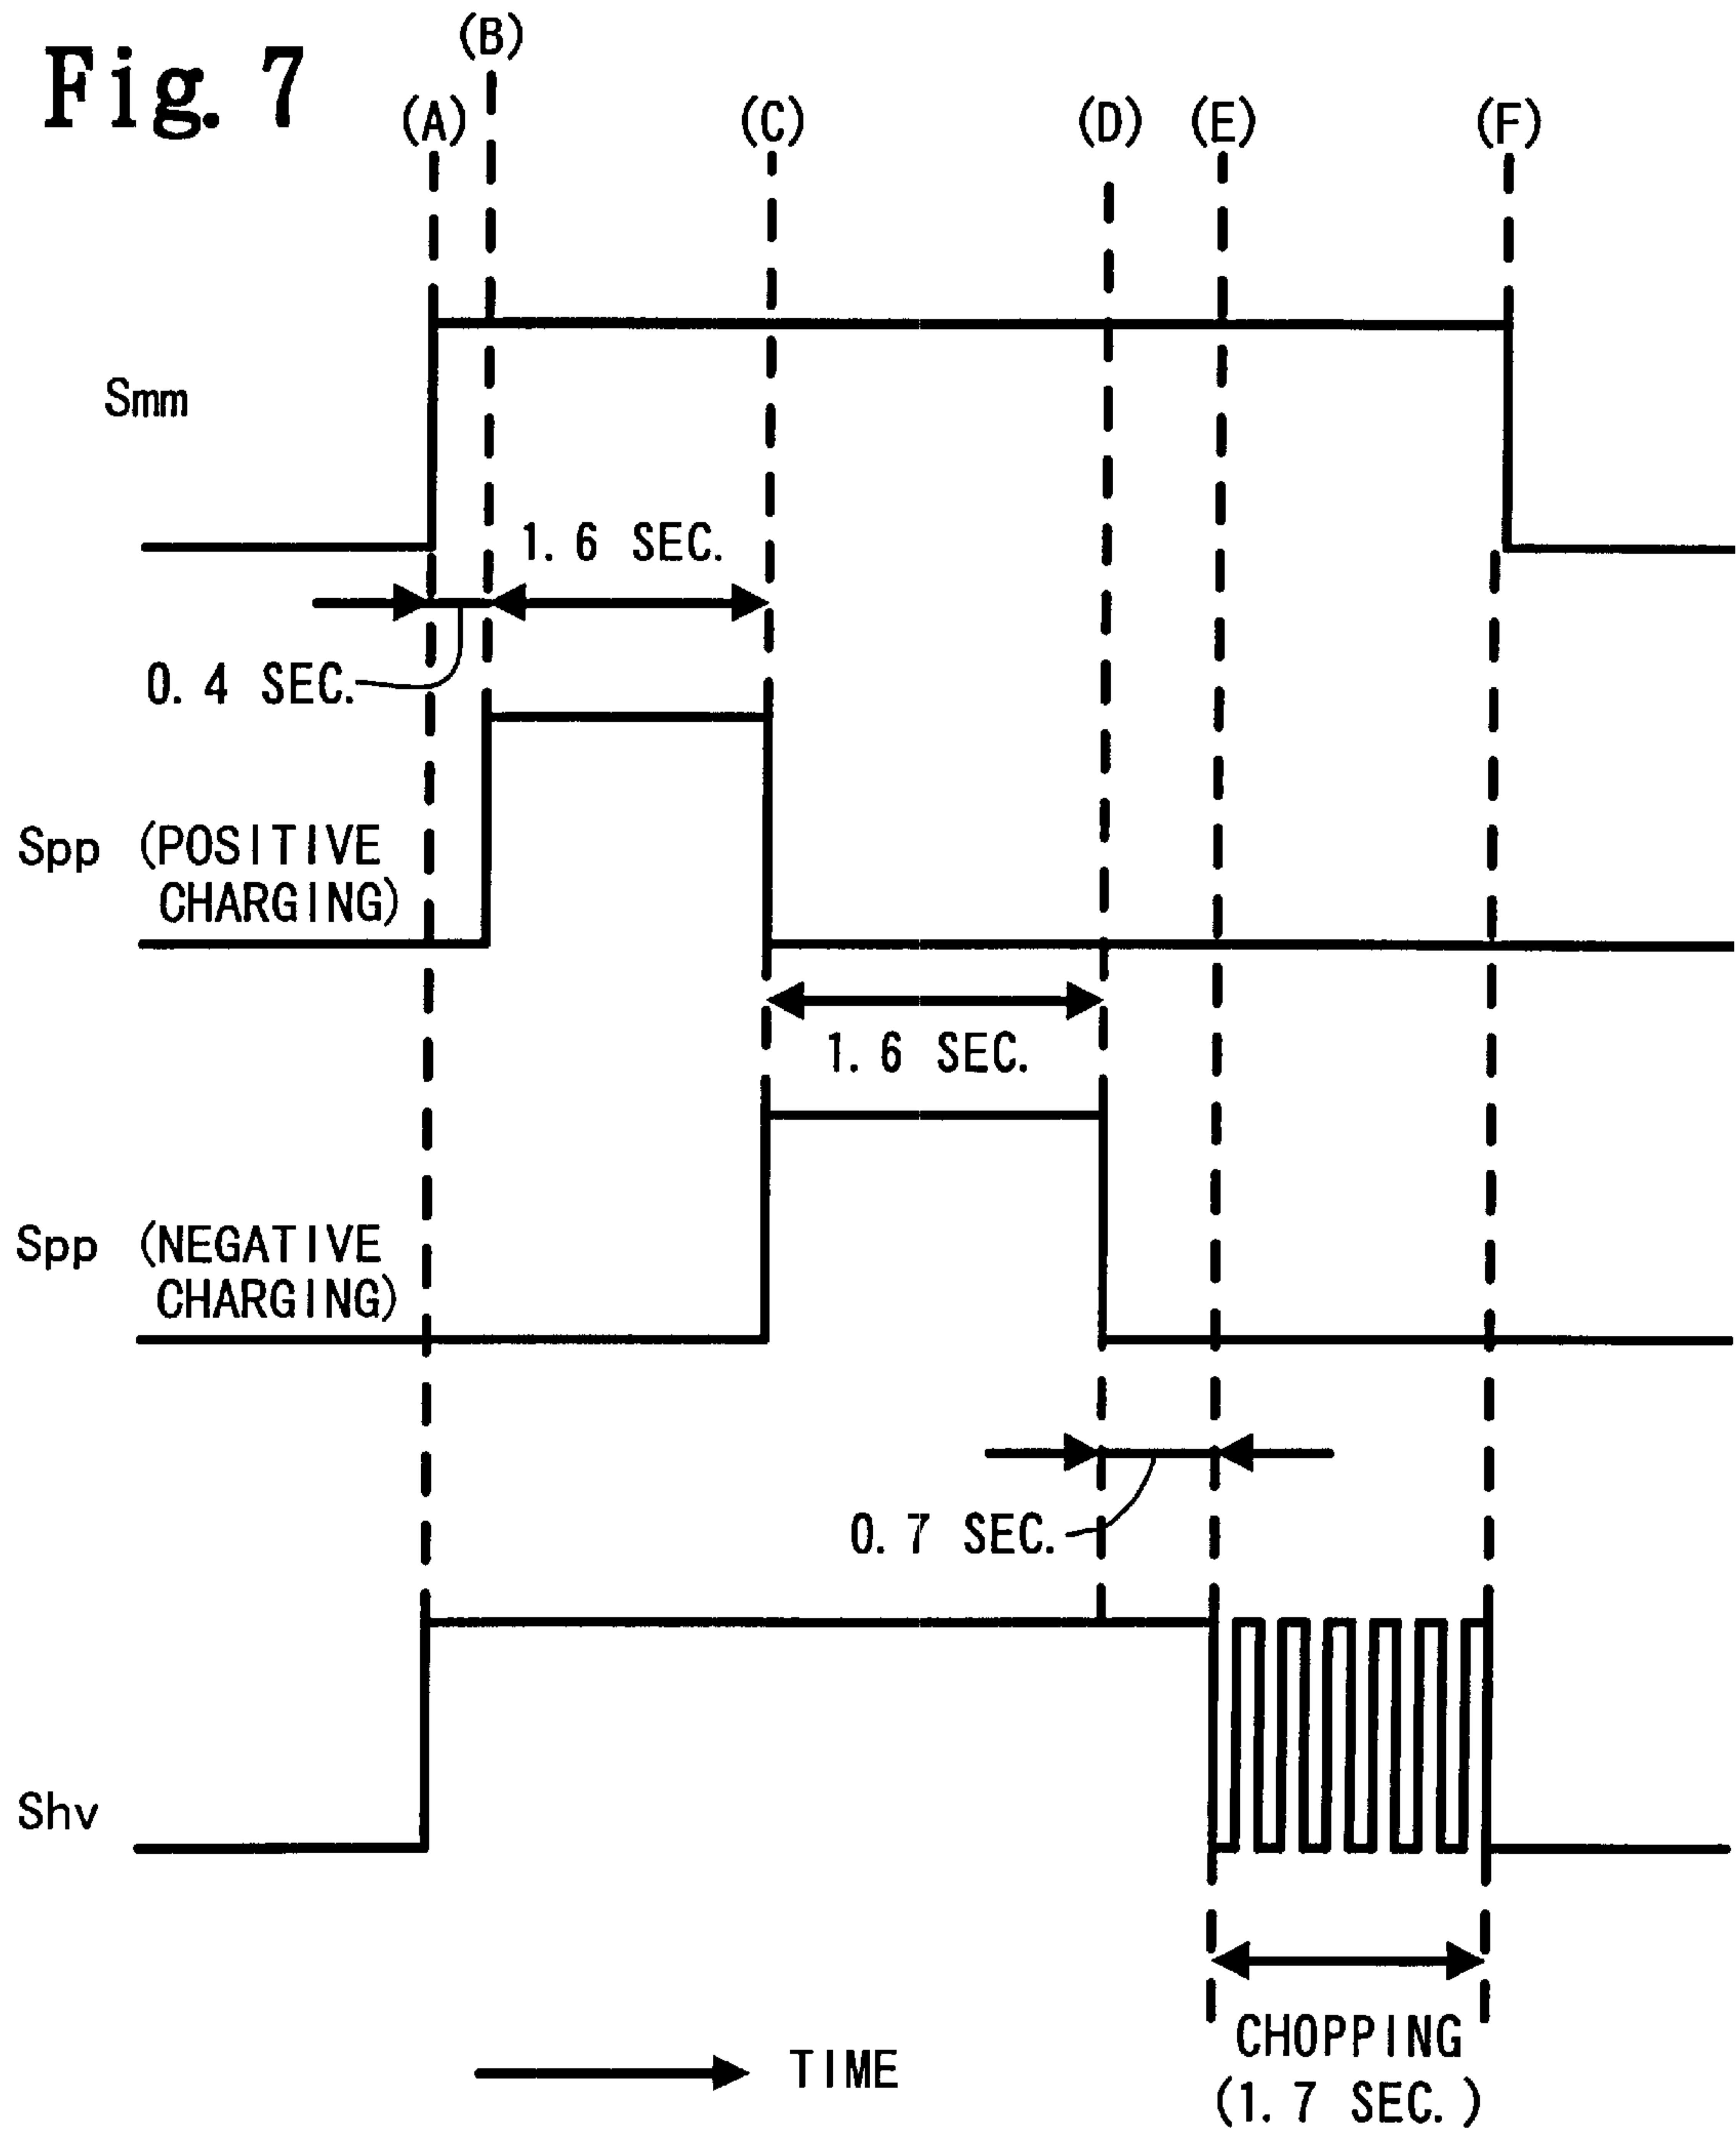 Fig. 7
(B)
(A)
(C)
(D)
(E)
(F)
Smm
1.6 SEC.
0.4 SEC.
Spp (POSITIVE
CHARGING)
1.6 SEC.
Spp (NEGATIVE
CHARGING)
0.7 SEC.
Shv
CHOPPING
(1.7 SEC.)
TIME